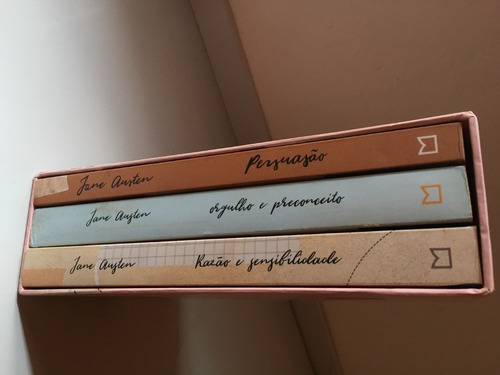 Jane Austen Persuasão
Jane Austen orgulho e preconceito
Jane Austen Razão e sensibilidade